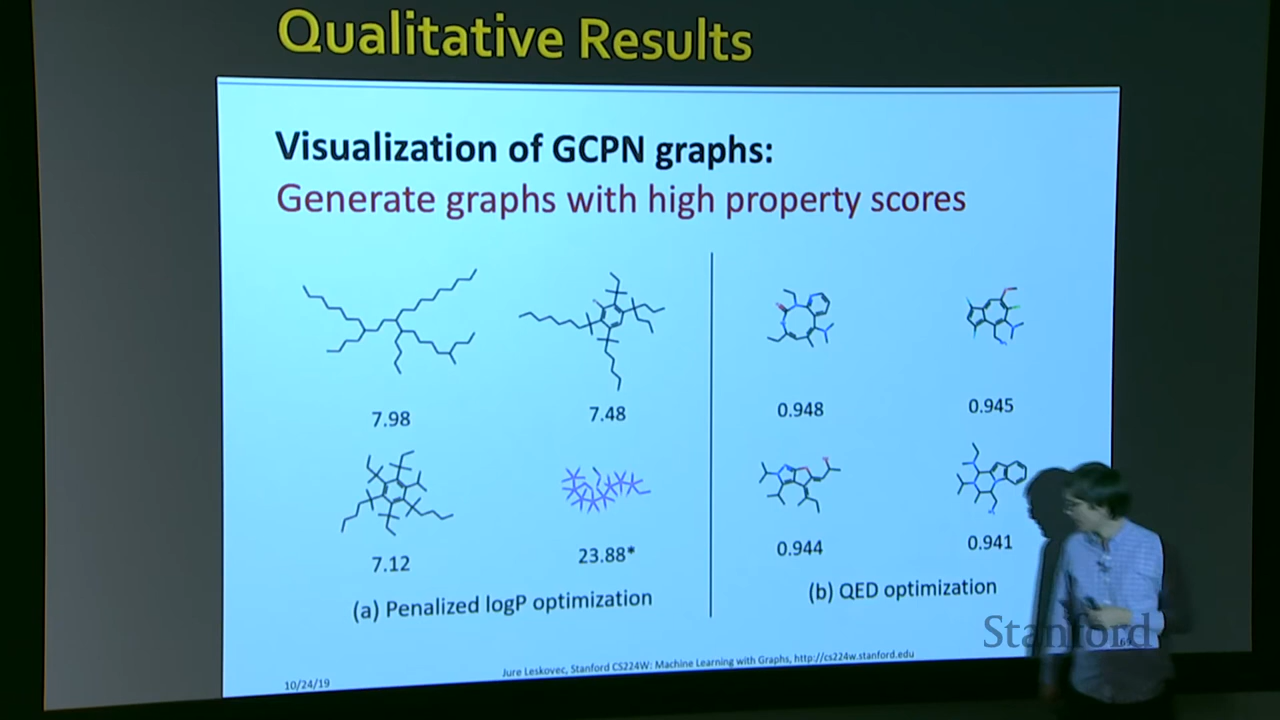 Qualitative Results
Visualization of GCPN graphs:
Generate graphs with high property scores
7.98
7.48
0.948
0.945
7.12
23.88*
0.944
0.941
(a) Penalized logP optimization
(b) QED optimization
Stanford
10/24/19
Jure Leskovec, Stanford CS224W: Machine Learning with Graphs, http://cs224w.stanford.edu